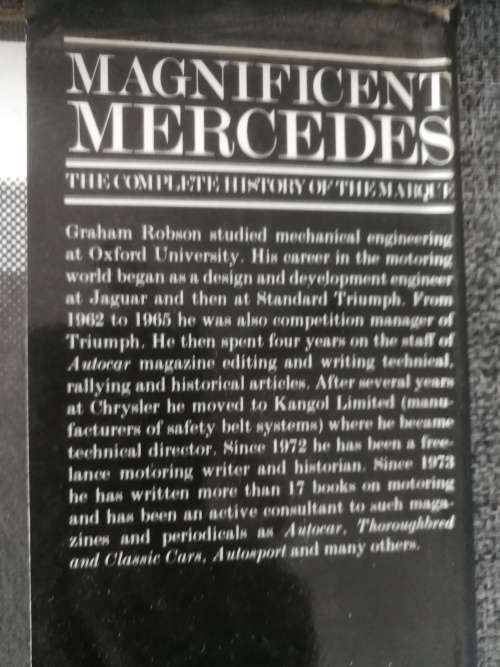 MAGNIFICENT
MERCEDES
THE COMPLETE HISTORY OF THE MARQUE
Graham Robson studied mechanical engineering
at Oxford University. His career in the motoring
world began as a design and development engineer
at Jaguar and then at Standard Triumph. From
1962 to 1965 he was also competition manager of
Triumph. He then spent four years on the staff of
Autocar magazine editing and writing technical,
rallying and historical articles. After several years
at Chrysler he moved to Kangol Limited (manu-
facturers of safety belt systems) where he became
technical director. Since 1972 he has been a free-
lance motoring writer and historian. Since 1973
he has written more than 17 books on motoring
and has been an active consultant to such maga-
zines and periodicals as Autocar, Thoroughbred
and Classic Cars, Autosport and many others.